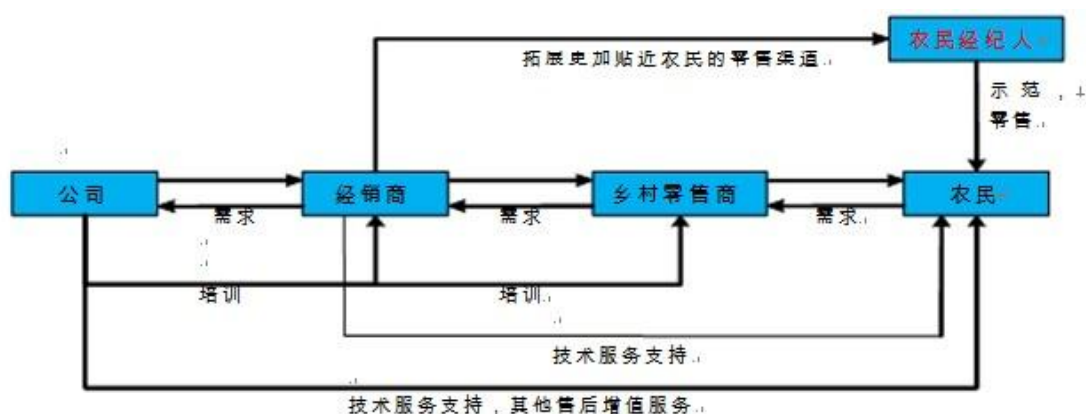 农民经纪人
拓展更加贴近农民的零售渠道
示范，
零售
公司
经销商
乡村零售商
农民
需求
需求
需求
培训
培训
技术服务支持
技术服务支持，其他售后增值服务